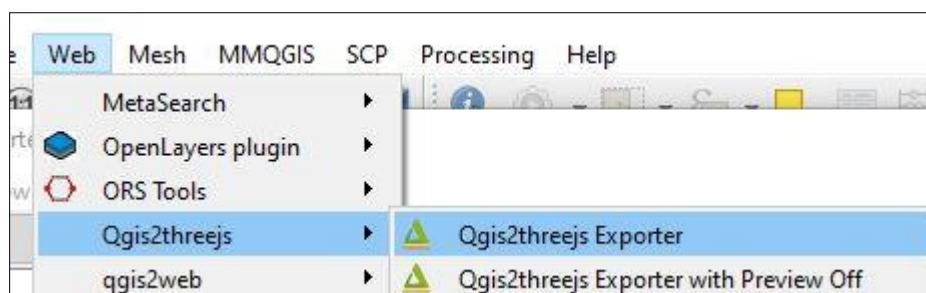 Web Mesh MMQGIS SCP Processing Help
MetaSearch
OpenLayers plugin
ORS Tools
Qgis2threejs Qgis2threejs Exporter
qgis2web Qgis2threejs Exporter with Preview Off